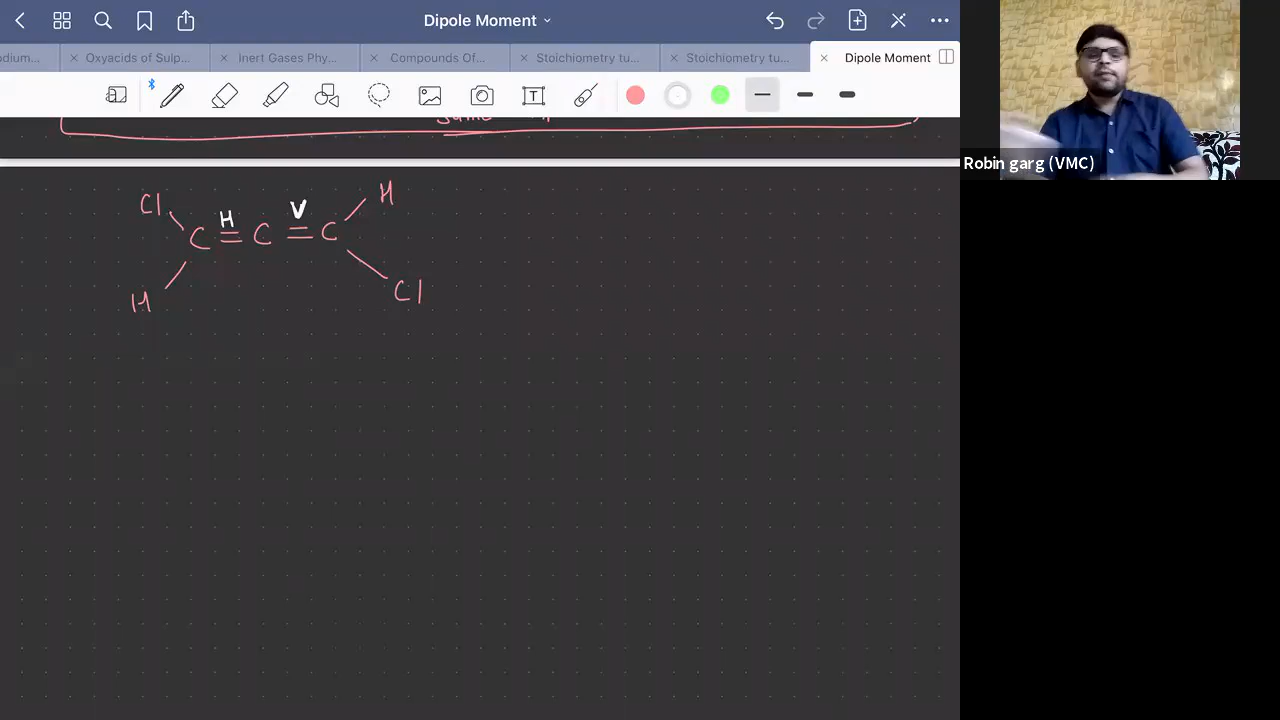 Dipole Moment
odium...
Oxyacids of Sulp...
Inert Gases Phy...
Compounds Of...
Stoichiometry tu...
Stoichiometry tu...
Dipole Moment
T
Robin garg (VMC)
Cl H
H V
C = C = C
H Cl